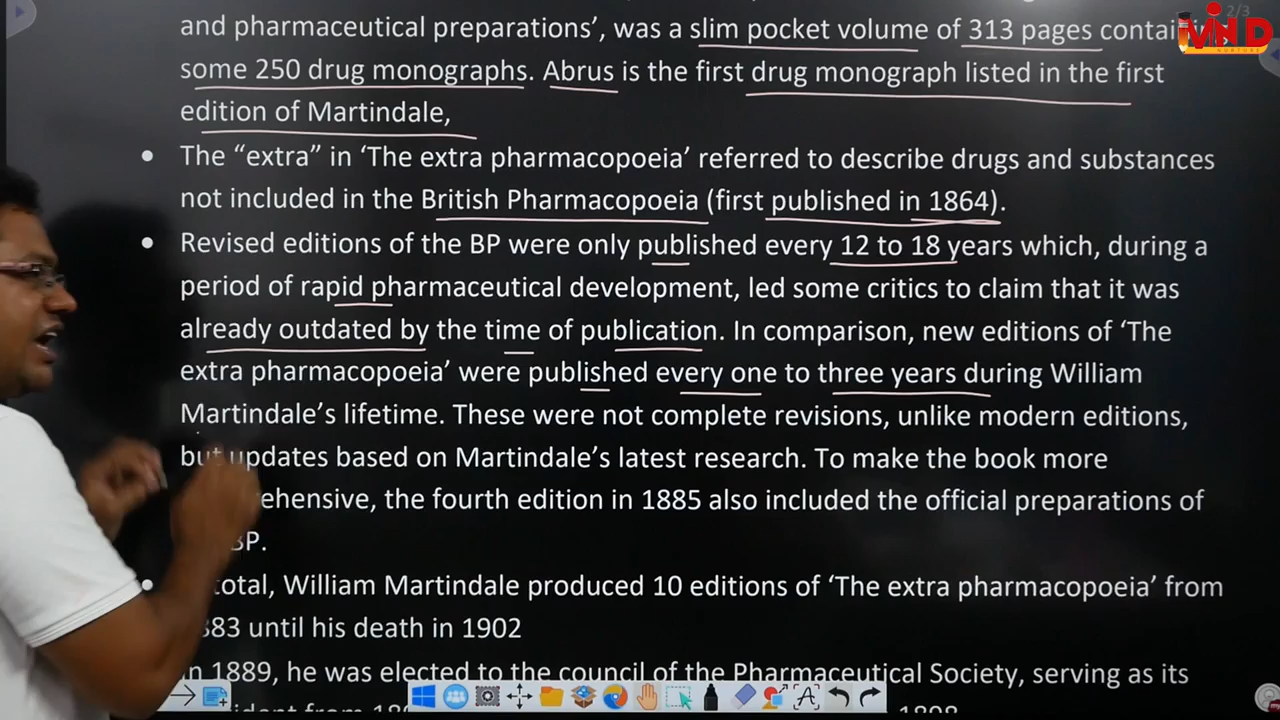 2/3
MIND
NURTURE
and pharmaceutical preparations’, was a slim pocket volume of 313 pages containing
some 250 drug monographs. Abrus is the first drug monograph listed in the first
edition of Martindale,
• The “extra” in ‘The extra pharmacopoeia’ referred to describe drugs and substances
not included in the British Pharmacopoeia (first published in 1864).
• Revised editions of the BP were only published every 12 to 18 years which, during a
period of rapid pharmaceutical development, led some critics to claim that it was
already outdated by the time of publication. In comparison, new editions of ‘The
extra pharmacopoeia’ were published every one to three years during William
Martindale’s lifetime. These were not complete revisions, unlike modern editions,
but updates based on Martindale’s latest research. To make the book more
ehensive, the fourth edition in 1885 also included the official preparations of
BP.
• total, William Martindale produced 10 editions of ‘The extra pharmacopoeia’ from
883 until his death in 1902
In 1889, he was elected to the council of the Pharmaceutical Society, serving as its